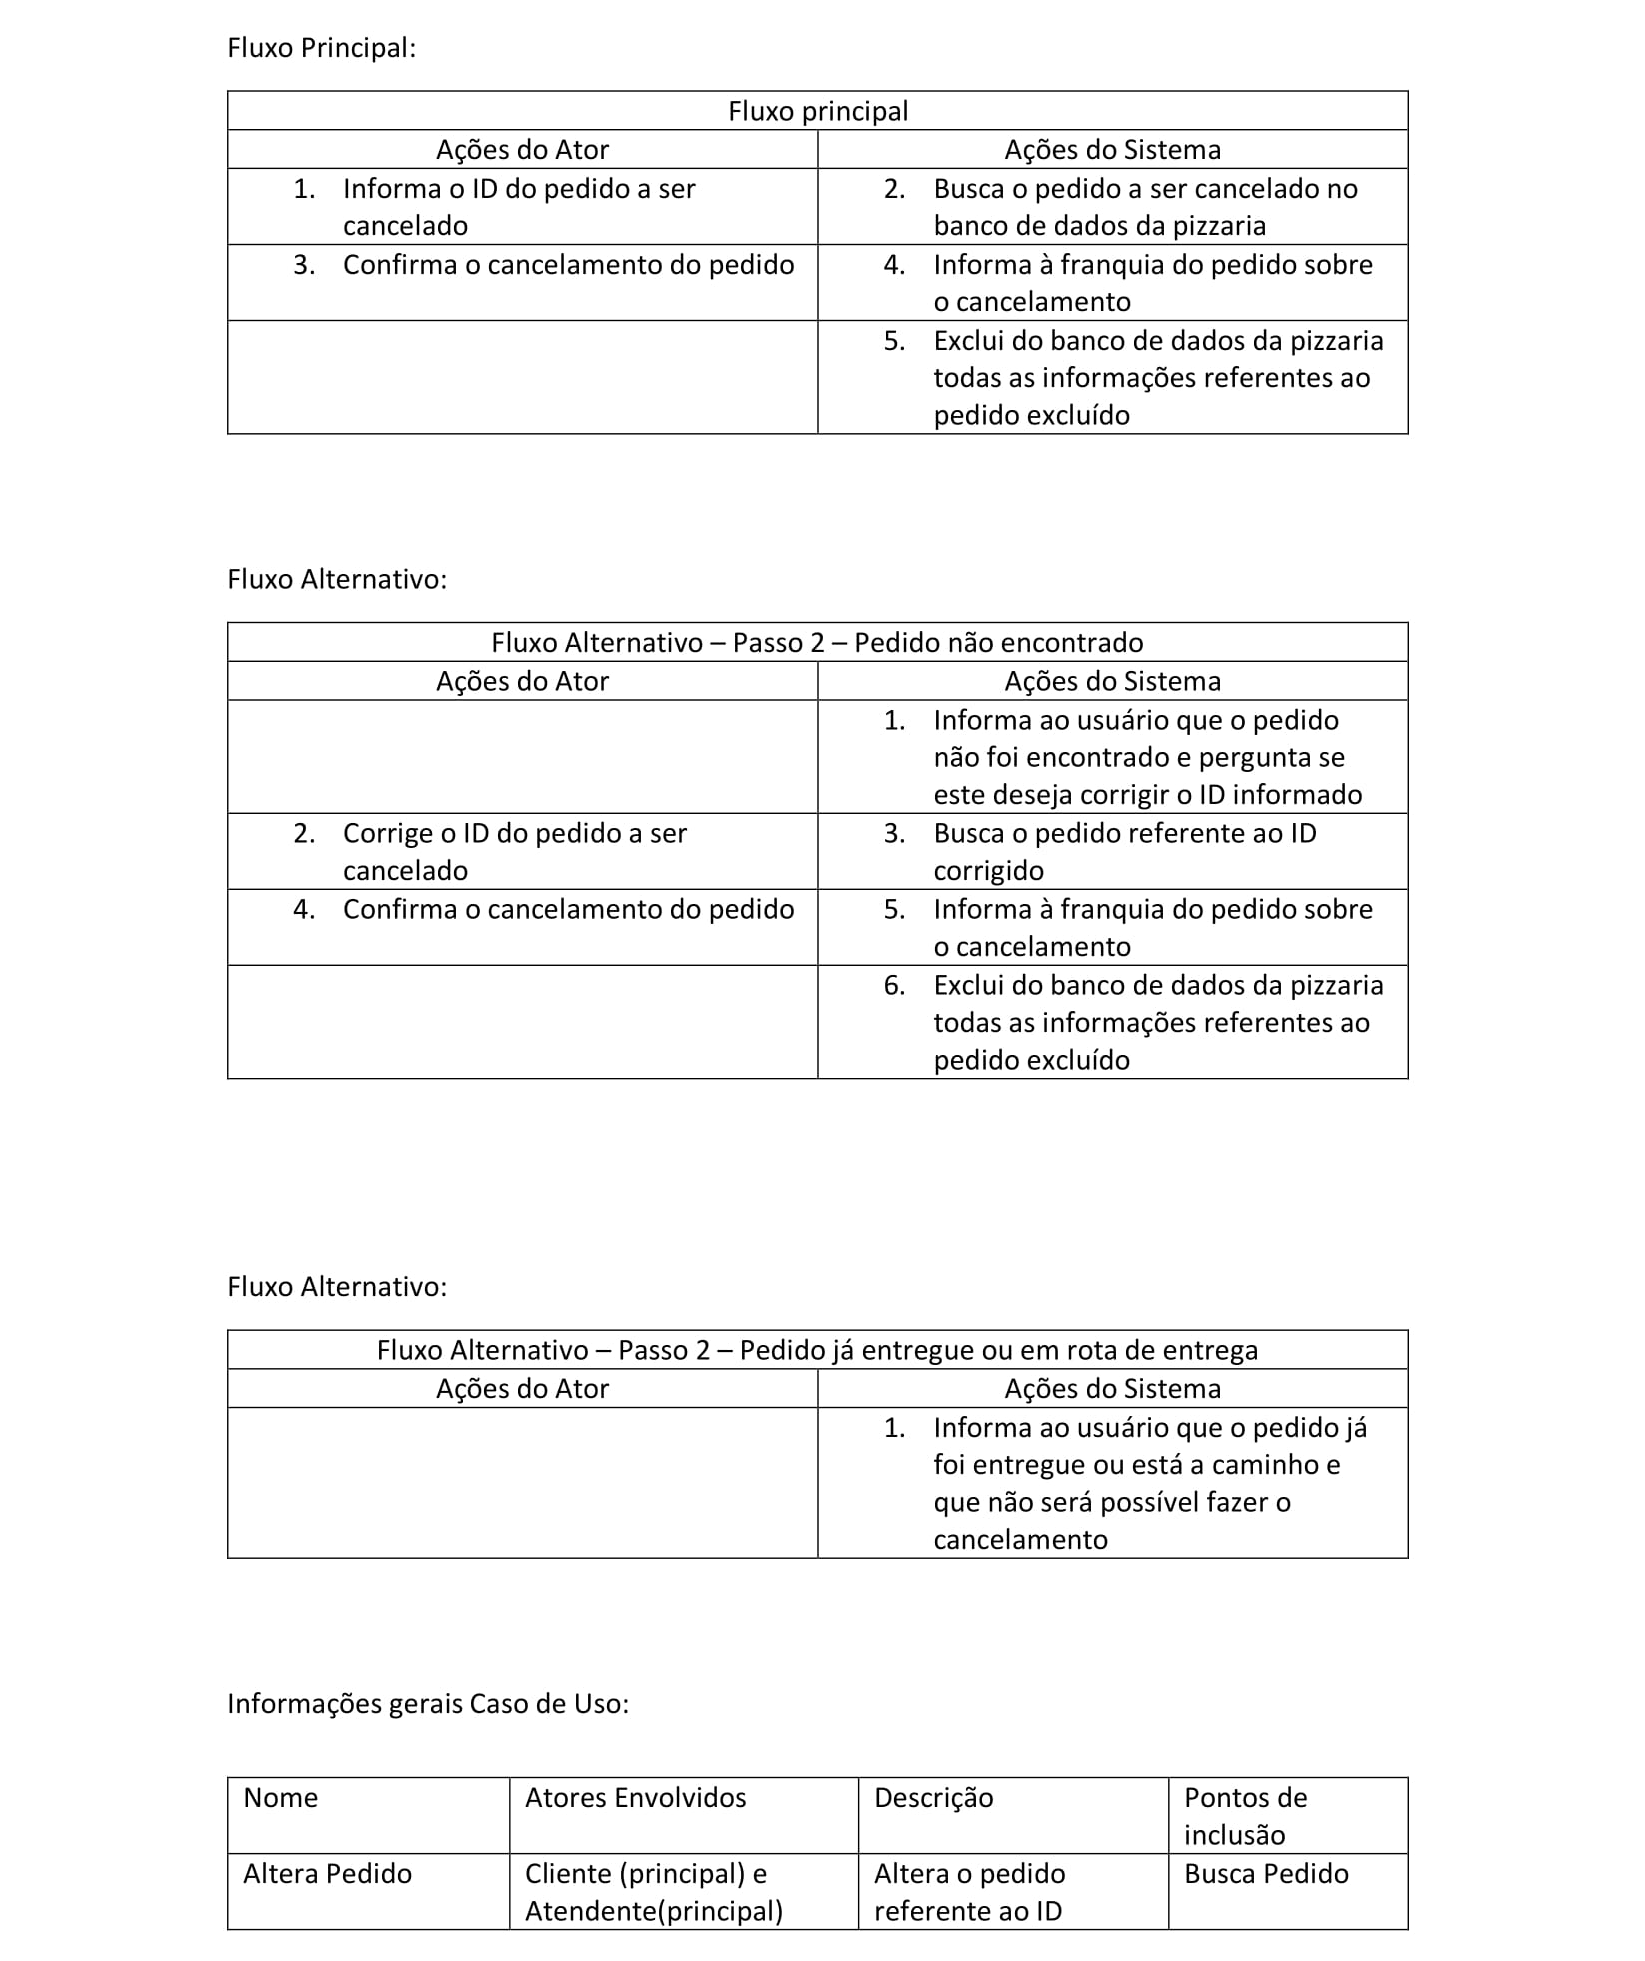 Fluxo Principal:
Fluxo principal
Ações do Ator
Ações do Sistema
1. Informa o ID do pedido a ser
cancelado
2. Busca o pedido a ser cancelado no
banco de dados da pizzaria
3. Confirma o cancelamento do pedido
4. Informa à franquia do pedido sobre
o cancelamento
5. Exclui do banco de dados da pizzaria
todas as informações referentes ao
pedido excluído
Fluxo Alternativo:
Fluxo Alternativo – Passo 2 – Pedido não encontrado
Ações do Ator
Ações do Sistema
1. Informa ao usuário que o pedido
não foi encontrado e pergunta se
este deseja corrigir o ID informado
2. Corrige o ID do pedido a ser
cancelado
3. Busca o pedido referente ao ID
corrigido
4. Confirma o cancelamento do pedido
5. Informa à franquia do pedido sobre
o cancelamento
6. Exclui do banco de dados da pizzaria
todas as informações referentes ao
pedido excluído
Fluxo Alternativo:
Fluxo Alternativo – Passo 2 – Pedido já entregue ou em rota de entrega
Ações do Ator
Ações do Sistema
1. Informa ao usuário que o pedido já
foi entregue ou está a caminho e
que não será possível fazer o
cancelamento
Informações gerais Caso de Uso:
Nome
Atores Envolvidos
Descrição
Pontos de
inclusão
Altera Pedido
Cliente (principal) e
Atendente(principal)
Altera o pedido
referente ao ID
Busca Pedido